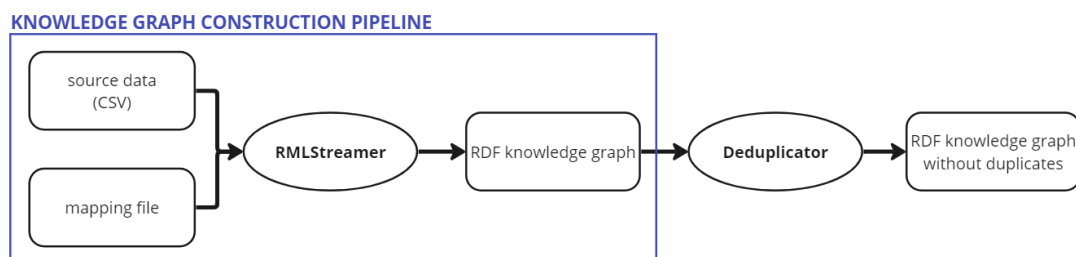 KNOWLEDGE GRAPH CONSTRUCTION PIPELINE
source data
(CSV)
mapping file
RMLStreamer
RDF knowledge graph
Deduplicator
RDF knowledge graph
without duplicates